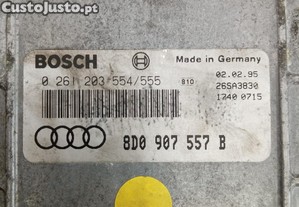 CustoJusto.pt
BOSCH
Made in Germany
0 261 203 554/555
810
02.02.95
26SA3830
1240 0715
8D0 907 557 B